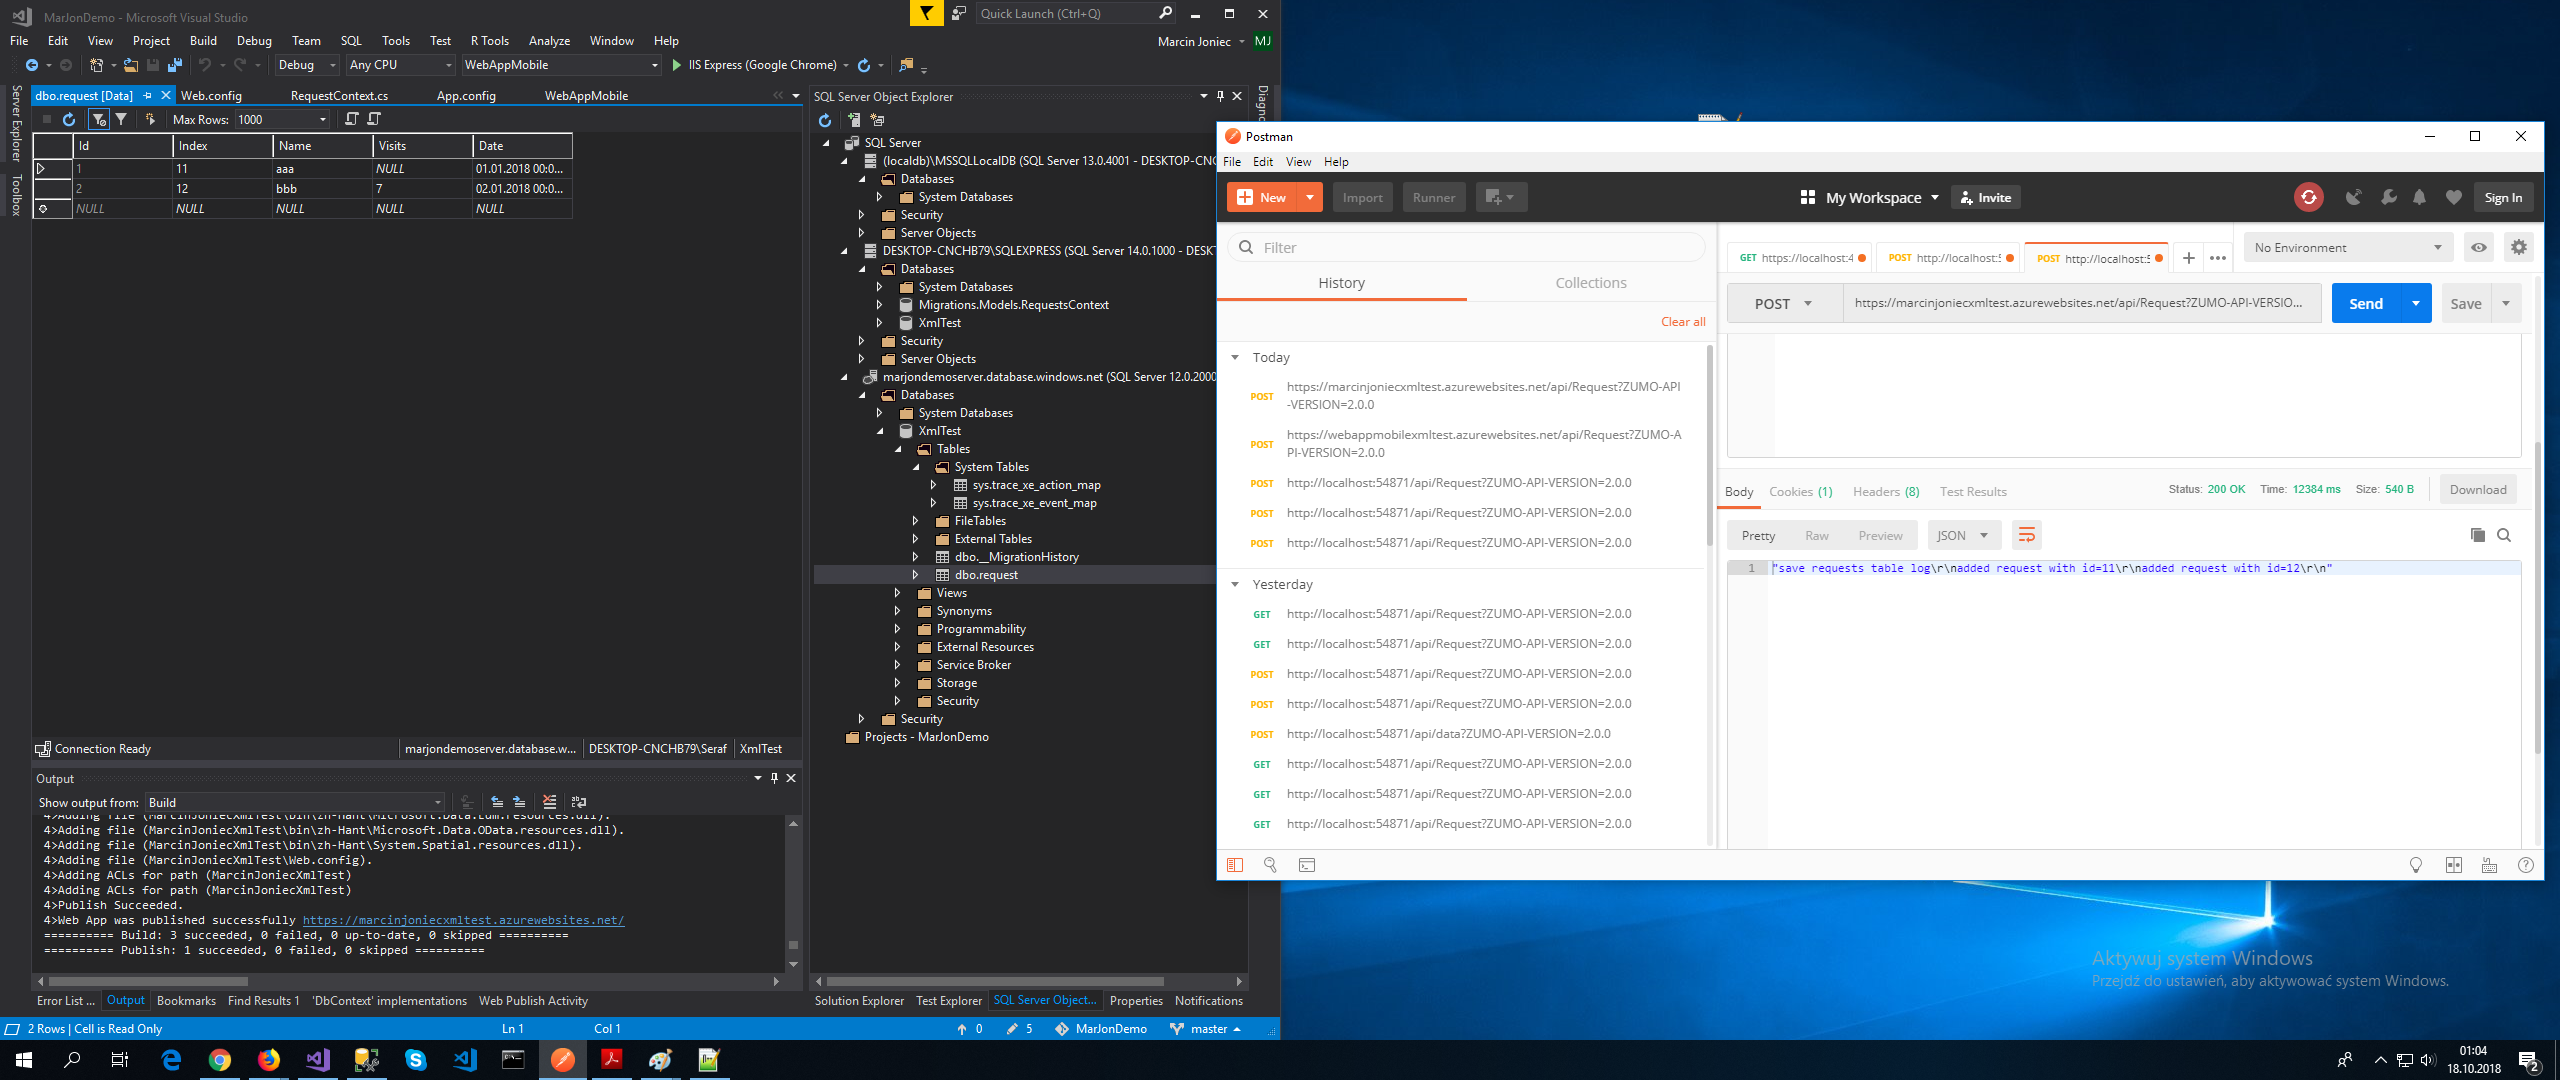 MarJonDemo - Microsoft Visual Studio
Quick Launch (Ctrl+Q)
File Edit View Project Build Debug Team SQL Tools Test R Tools Analyze Window Help
Marcin Joniec MJ
Debug Any CPU WebAppMobile IIS Express (Google Chrome)
Server Explorer
Toolbox
dbo.request [Data] Web.config RequestContext.cs App.config WebAppMobile
Max Rows: 1000
Id Index Name Visits Date
1 11 aaa NULL 01.01.2018 00:0...
2 12 bbb 7 02.01.2018 00:0...
NULL NULL NULL NULL NULL
Connection Ready marjondemoserver.database.w... DESKTOP-CNCHB79\Seraf XmlTest
Output
Show output from: Build
4>Adding file (MarcinJoniecXmlTest\bin\zh-Hant\Microsoft.Data.Edm.resources.dll).
4>Adding file (MarcinJoniecXmlTest\bin\zh-Hant\Microsoft.Data.OData.resources.dll).
4>Adding file (MarcinJoniecXmlTest\bin\zh-Hant\System.Spatial.resources.dll).
4>Adding file (MarcinJoniecXmlTest\Web.config).
4>Adding ACLs for path (MarcinJoniecXmlTest)
4>Adding ACLs for path (MarcinJoniecXmlTest)
4>Publish Succeeded.
4>Web App was published successfully https://marcinjoniecxmltest.azurewebsites.net/
========== Build: 3 succeeded, 0 failed, 0 up-to-date, 0 skipped ==========
========== Publish: 1 succeeded, 0 failed, 0 skipped ==========
Error List ... Output Bookmarks Find Results 1 'DbContext' implementations Web Publish Activity
SQL Server Object Explorer
SQL Server
(localdb)\MSSQLLocalDB (SQL Server 13.0.4001 - DESKTOP-CNC
Databases
System Databases
Security
Server Objects
DESKTOP-CNCHB79\SQLEXPRESS (SQL Server 14.0.1000 - DESKT
Databases
System Databases
Migrations.Models.RequestsContext
XmlTest
Security
Server Objects
marjondemoserver.database.windows.net (SQL Server 12.0.2000
Databases
System Databases
XmlTest
Tables
System Tables
sys.trace_xe_action_map
sys.trace_xe_event_map
FileTables
External Tables
dbo.__MigrationHistory
dbo.request
Views
Synonyms
Programmability
External Resources
Service Broker
Storage
Security
Security
Projects - MarJonDemo
Solution Explorer Test Explorer SQL Server Object... Properties Notifications
2 Rows | Cell is Read Only Ln 1 Col 1 0 5 MarJonDemo master
Postman
File Edit View Help
New Import Runner My Workspace Invite Sign In
Filter
History Collections
Clear all
Today
POST https://marcinjoniecxmltest.azurewebsites.net/api/Request?ZUMO-API
-VERSION=2.0.0
POST https://webappmobilexmltest.azurewebsites.net/api/Request?ZUMO-A
PI-VERSION=2.0.0
POST http://localhost:54871/api/Request?ZUMO-API-VERSION=2.0.0
POST http://localhost:54871/api/Request?ZUMO-API-VERSION=2.0.0
POST http://localhost:54871/api/Request?ZUMO-API-VERSION=2.0.0
Yesterday
GET http://localhost:54871/api/Request?ZUMO-API-VERSION=2.0.0
GET http://localhost:54871/api/Request?ZUMO-API-VERSION=2.0.0
POST http://localhost:54871/api/Request?ZUMO-API-VERSION=2.0.0
POST http://localhost:54871/api/Request?ZUMO-API-VERSION=2.0.0
POST http://localhost:54871/api/data?ZUMO-API-VERSION=2.0.0
GET http://localhost:54871/api/Request?ZUMO-API-VERSION=2.0.0
GET http://localhost:54871/api/Request?ZUMO-API-VERSION=2.0.0
GET http://localhost:54871/api/Request?ZUMO-API-VERSION=2.0.0
GET https://localhost:4 POST http://localhost:5 POST http://localhost:5 No Environment
POST https://marcinjoniecxmltest.azurewebsites.net/api/Request?ZUMO-API-VERSIO... Send Save
Body Cookies (1) Headers (8) Test Results Status: 200 OK Time: 12384 ms Size: 540 B Download
Pretty Raw Preview JSON
1 "save requests table log\r\nadded request with id=11\r\nadded request with id=12\r\n"
Aktywuj system Windows
Przejdź do ustawień, aby aktywować system Windows.
01:04
18.10.2018
2